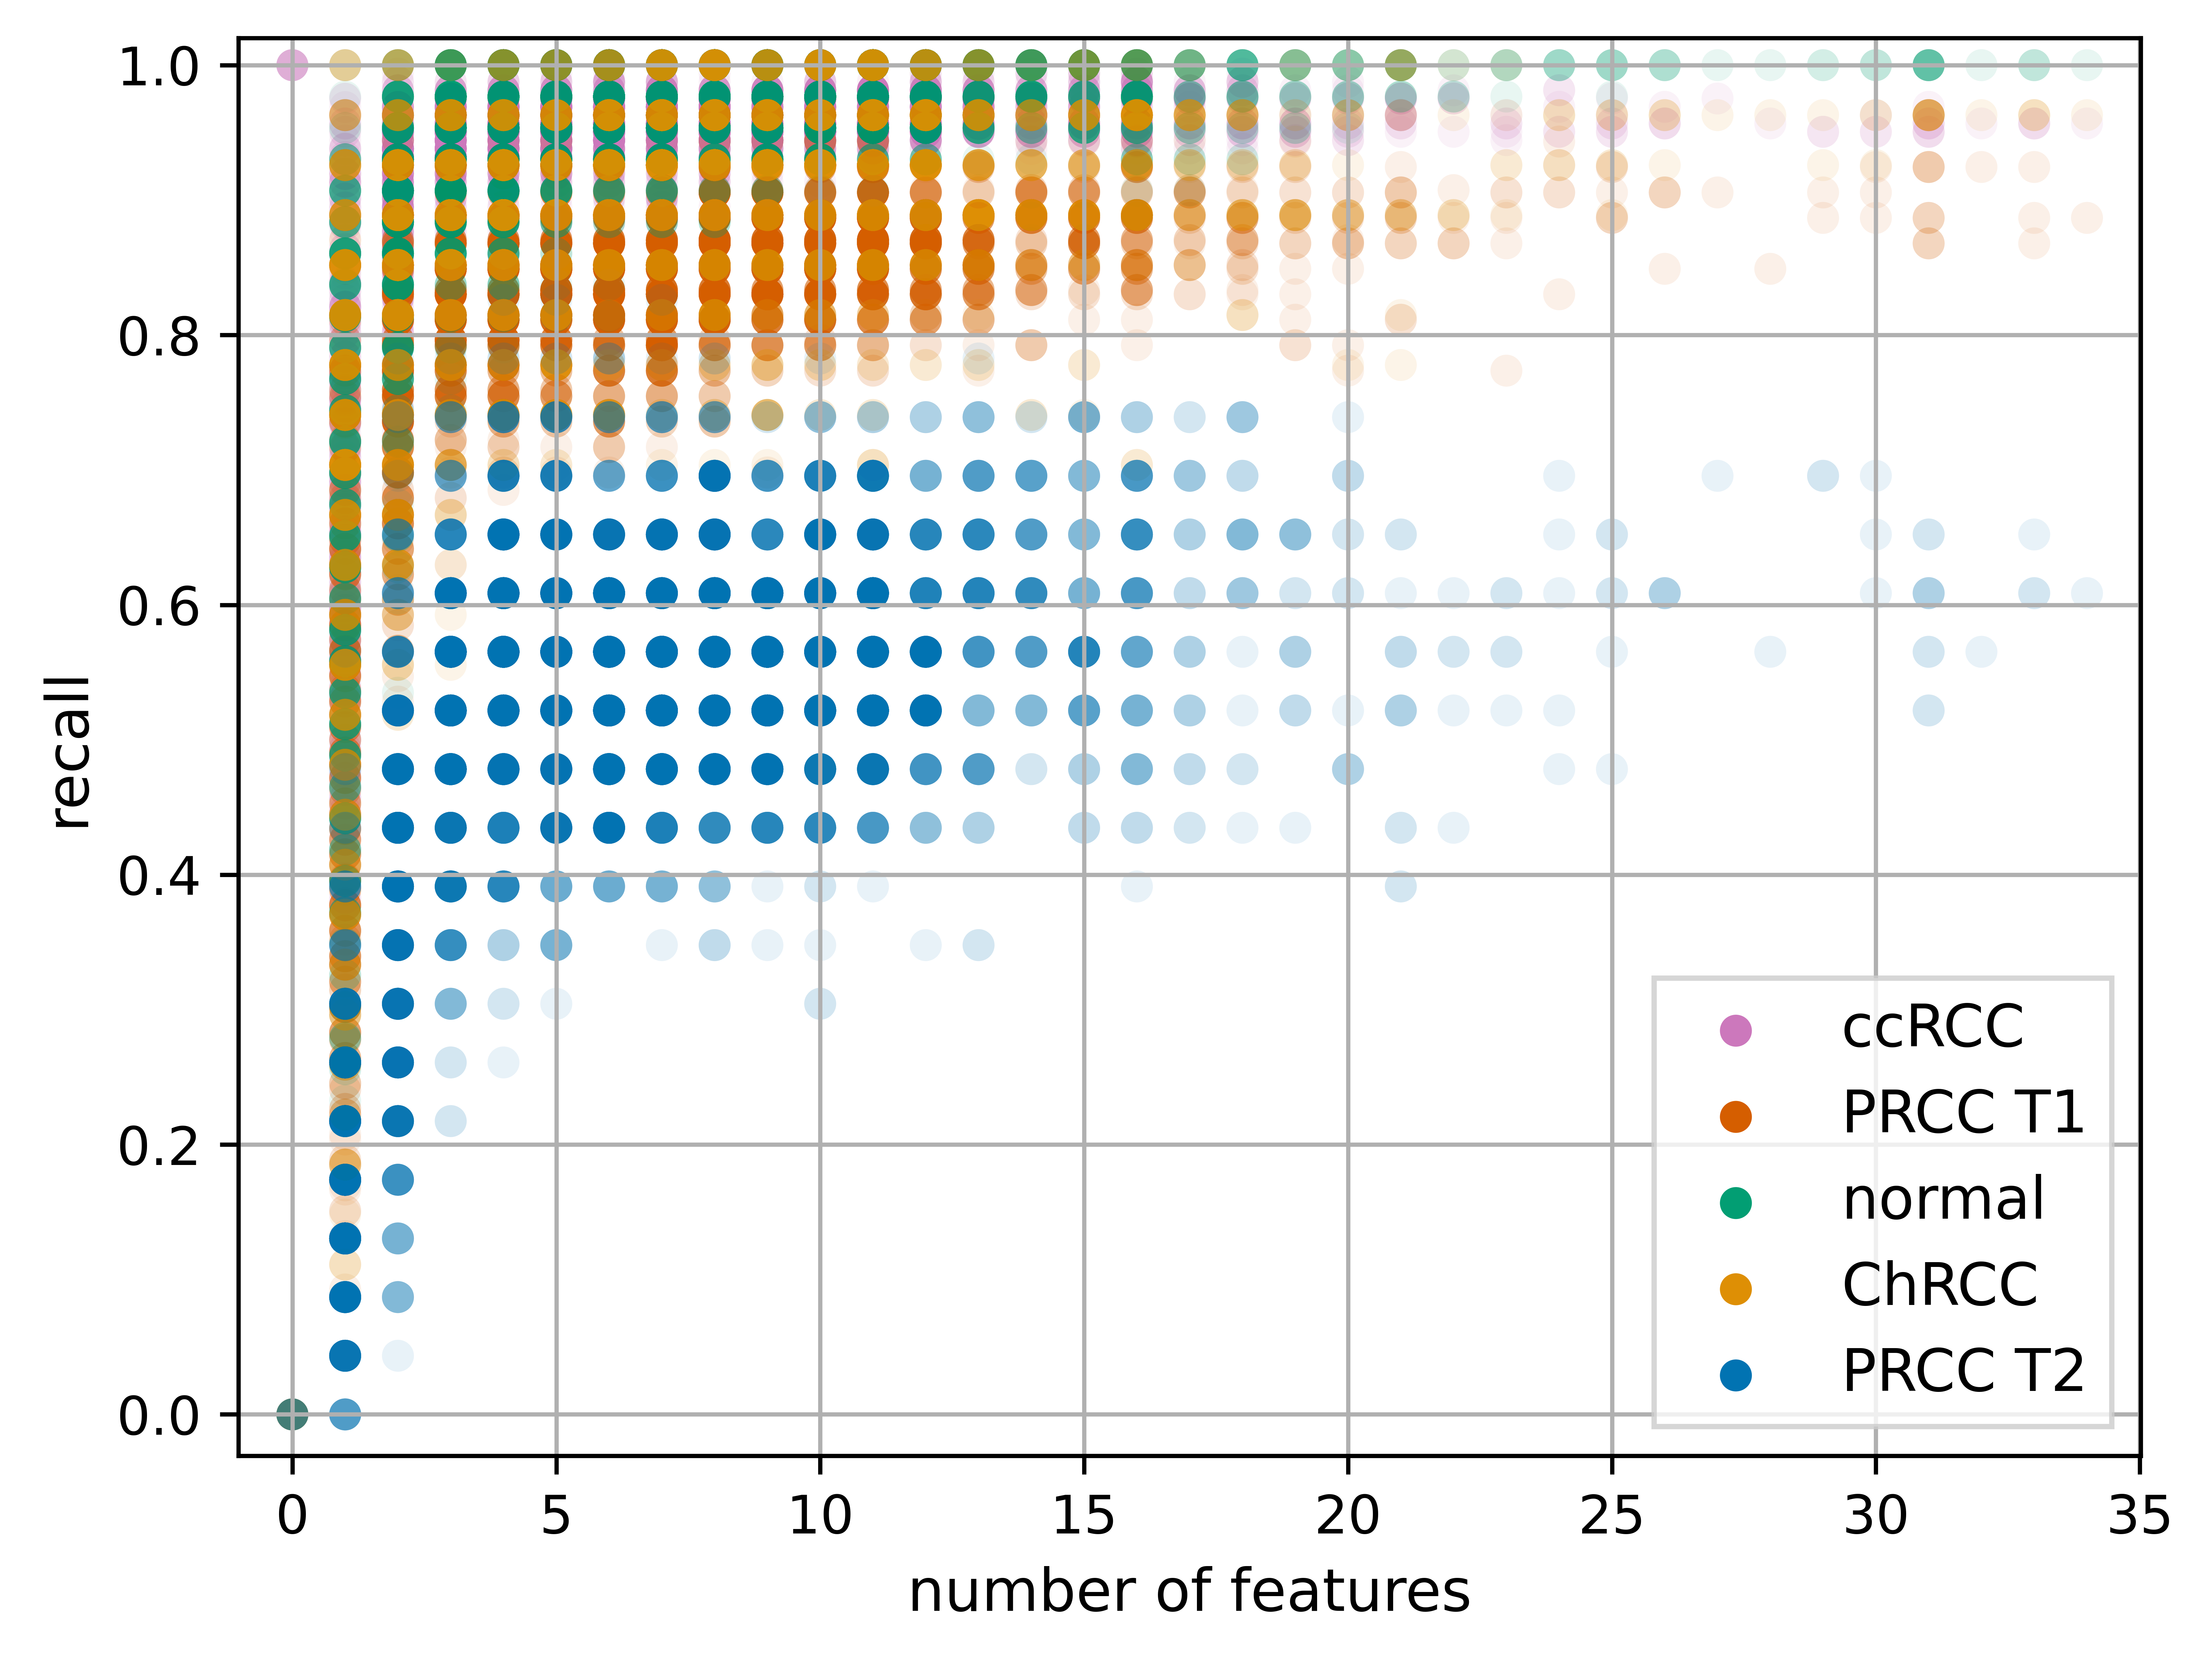 1.0
0.8
0.6
0.4
0.2
0.0
recall
ccRCC
PRCC T1
normal
ChRCC
PRCC T2
0 5 10 15 20 25 30 35
number of features